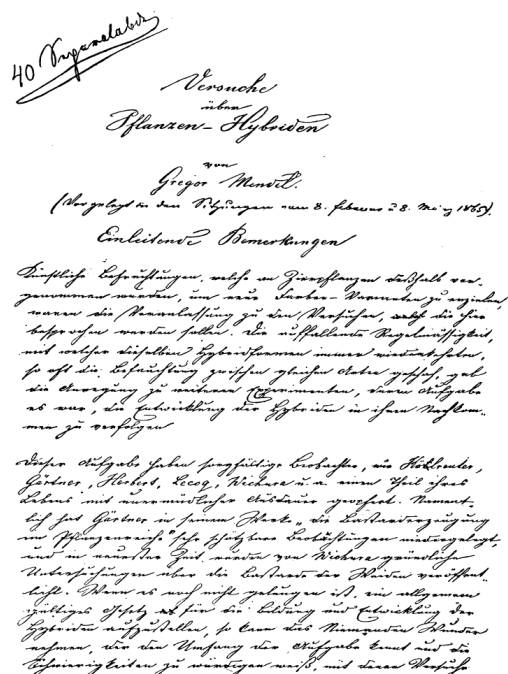 40 Separatabdr.
Versuche
über
Pflanzen-Hybriden
von
Gregor Mendel.
(Vorgelegt in den Sitzungen vom 8. Februar u 8. März 1865).
Einleitende Bemerkungen
Künstliche Befruchtungen, welche an Zierpflanzen deßhalb vor-
genommen wurden, um neue Farben-Varianten zu erzielen,
waren die Veranlassung zu den Versuchen, welche die hier
besprochen werden sollen. Die auffallende Regelmässigkeit,
mit welcher dieselben Hybridformen immer wiederkehrten,
so oft die Befruchtung zwischen gleichen Arten geschah, gab
die Anregung zu weiteren Experimenten, deren Aufgabe
es war, die Entwicklung der Hybriden in ihren Nachkom-
men zu verfolgen
Dieser Aufgabe haben sorgfältige Beobachter, wie Kölreuter,
Gärtner, Herbert, Lecoq, Wichura u. a. einen Theil ihres
Lebens mit unermüdlicher Ausdauer geopfert. Nament-
lich hat Gärtner in seinem Werke „die Bastarderzeugung
im Pflanzenreiche" sehr schätzbare Beobachtungen niedergelegt,
und in neuester Zeit wurden von Wichura gründliche
Untersuchungen über die Bastarde der Weiden veröffent-
licht. Wenn es noch nicht gelungen ist, ein allgemein
giltiges Gesetz für die Bildung und Entwicklung der
Hybriden aufzustellen, so kann das Niemanden Wunder
nehmen, der den Umfang der Aufgabe kennt und die
Schwierigkeiten zu würdigen weiß, mit denen Versuche